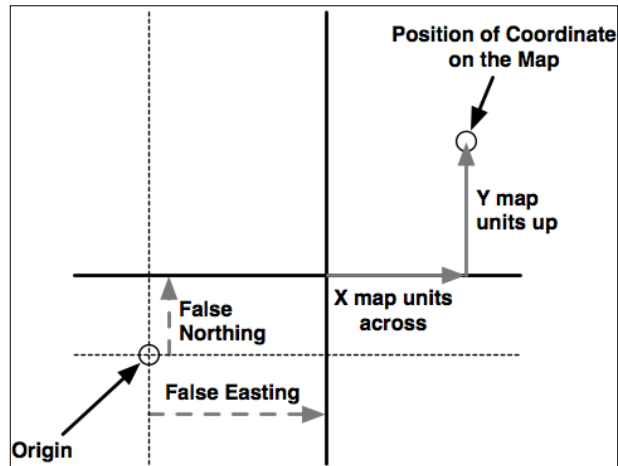 Position of Coordinate
on the Map
Y map
units up
X map units
across
False
Northing
False Easting
Origin